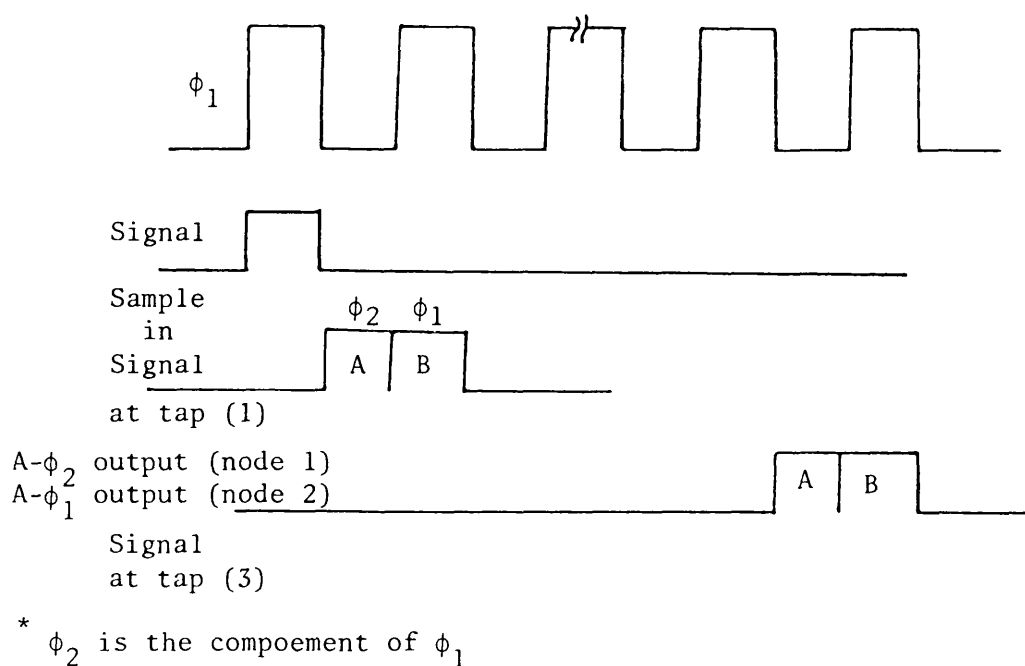 ϕ1
Signal
Sample
in
Signal
at tap (1)
ϕ2 ϕ1
A B
A-ϕ2 output (node 1)
A-ϕ1 output (node 2)
A B
Signal
at tap (3)
* ϕ2 is the compoement of ϕ1